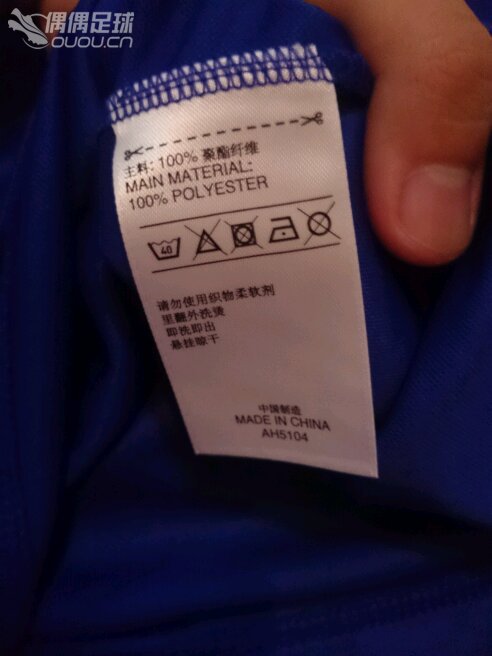 偶偶足球
OUOU.CN
主料: 100% 聚酯纤维
MAIN MATERIAL:
100% POLYESTER
40
请勿使用织物柔软剂
里翻外洗烫
即洗即出
悬挂晾干
中国制造
MADE IN CHINA
AH5104